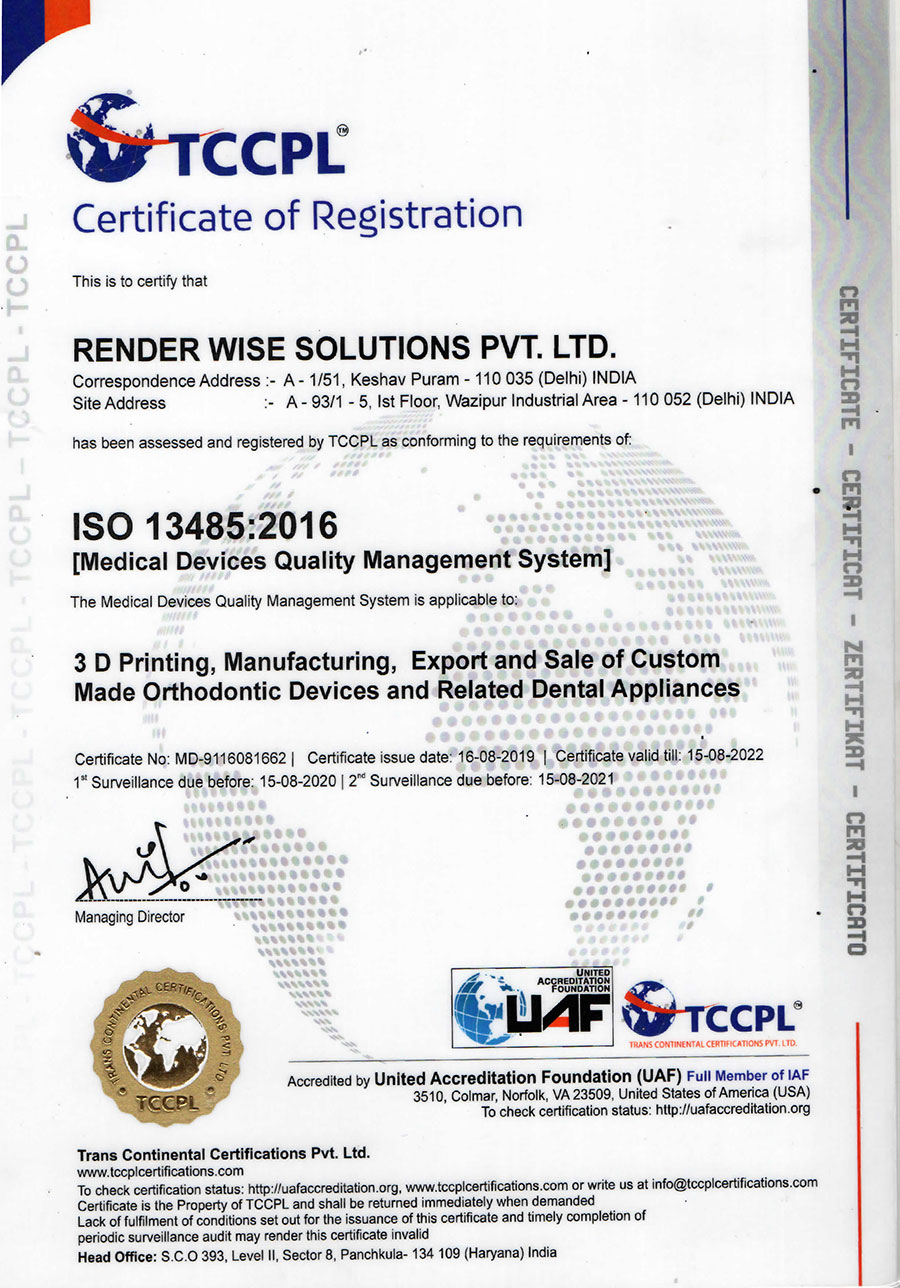 TCCPL™
Certificate of Registration
This is to certify that
RENDER WISE SOLUTIONS PVT. LTD.
Correspondence Address :- A - 1/51, Keshav Puram - 110 035 (Delhi) INDIA
Site Address :- A - 93/1 - 5, Ist Floor, Wazipur Industrial Area - 110 052 (Delhi) INDIA
has been assessed and registered by TCCPL as conforming to the requirements of:
ISO 13485:2016
[Medical Devices Quality Management System]
The Medical Devices Quality Management System is applicable to:
3 D Printing, Manufacturing, Export and Sale of Custom
Made Orthodontic Devices and Related Dental Appliances
Certificate No: MD-9116081662 | Certificate issue date: 16-08-2019 | Certificate valid till: 15-08-2022
1st Surveillance due before: 15-08-2020 | 2nd Surveillance due before: 15-08-2021
Managing Director
TRANS CONTINENTAL CERTIFICATIONS PVT LTD
TCCPL
UNITED
ACCREDITATION
FOUNDATION
UAF
TCCPL™
TRANS CONTINENTAL CERTIFICATIONS PVT. LTD.
Accredited by United Accreditation Foundation (UAF) Full Member of IAF
3510, Colmar, Norfolk, VA 23509, United States of America (USA)
To check certification status: http://uafaccreditation.org
Trans Continental Certifications Pvt. Ltd.
www.tccplcertifications.com
To check certification status: http://uafaccreditation.org, www.tccplcertifications.com or write us at info@tccplcertifications.com
Certificate is the Property of TCCPL and shall be returned immediately when demanded
Lack of fulfilment of conditions set out for the issuance of this certificate and timely completion of
periodic surveillance audit may render this certificate invalid
Head Office: S.C.O 393, Level II, Sector 8, Panchkula- 134 109 (Haryana) India
TCCPL - TCCPL - TCCPL - TCCPL – TCCPL - TCCPL
CERTIFICATE - CERTIFICAT - ZERTIFIKAT - CERTIFICATO